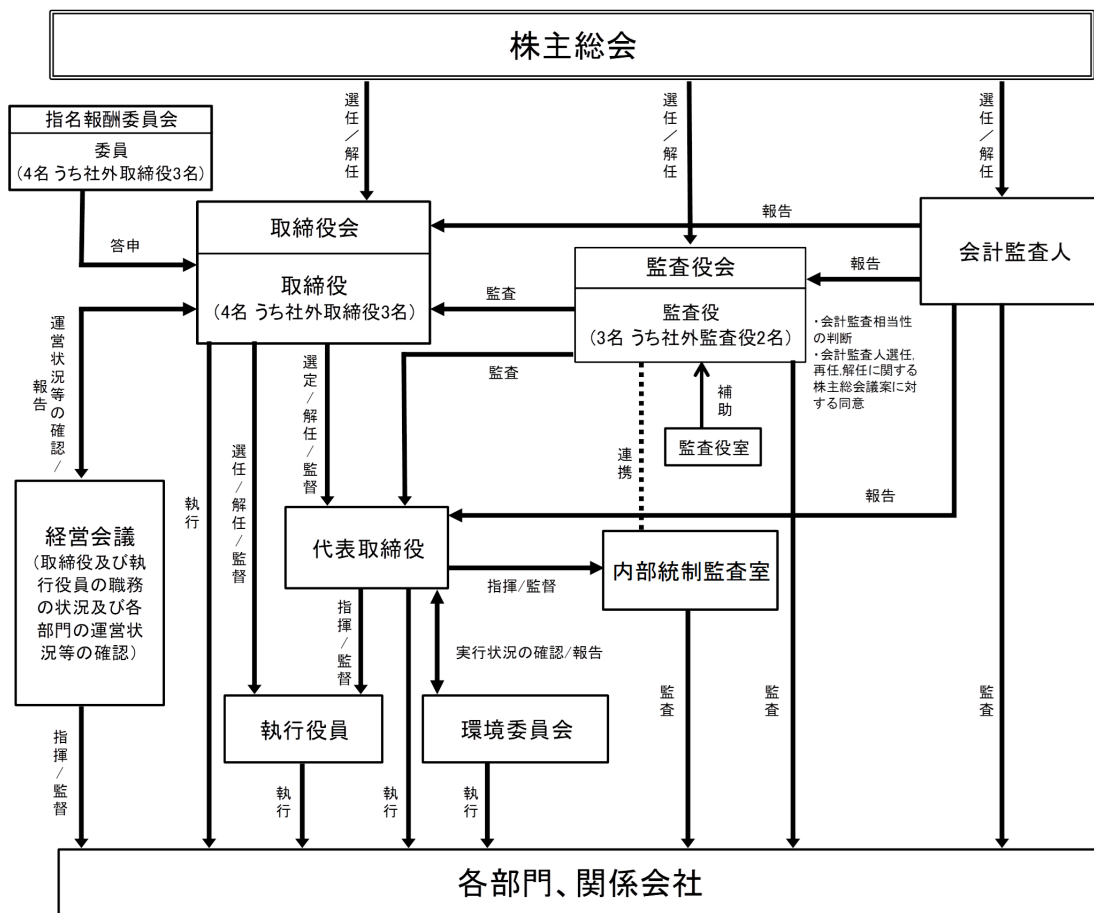 株主総会
選任／解任
選任／解任
選任／解任
指名報酬委員会
委員
(4名 うち社外取締役3名)
答申
取締役会
取締役
(4名 うち社外取締役3名)
報告
会計監査人
監査役会
監査役
(3名 うち社外監査役2名)
報告
監査
監査
・会計監査相当性
の判断
・会計監査人選任,
再任,解任に関する
株主総会議案に対
する同意
補助
監査役室
連携
運営状況等の確認/
報告
選定/解任/監督
選任/解任/監督
執行
報告
経営会議
(取締役及び執
行役員の職務
の状況及び各
部門の運営状
況等の確認)
代表取締役
指揮/監督
内部統制監査室
指揮/監督
実行状況の確認/報告
執行役員
環境委員会
監査
監査
監査
指揮/監督
執行
執行
執行
各部門、関係会社